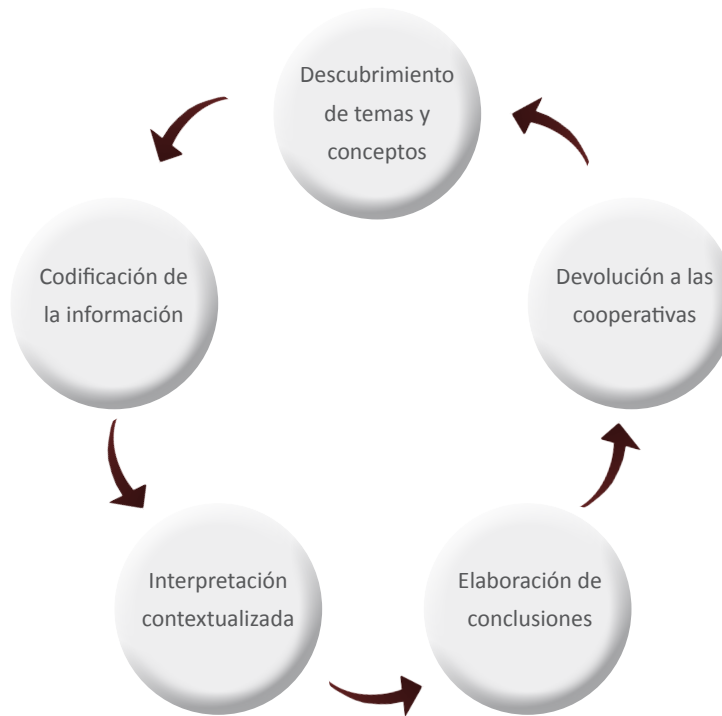 Descubrimiento
de temas y
conceptos
Codificación de
la información
Interpretación
contextualizada
Elaboración de
conclusiones
Devolución a las
cooperativas